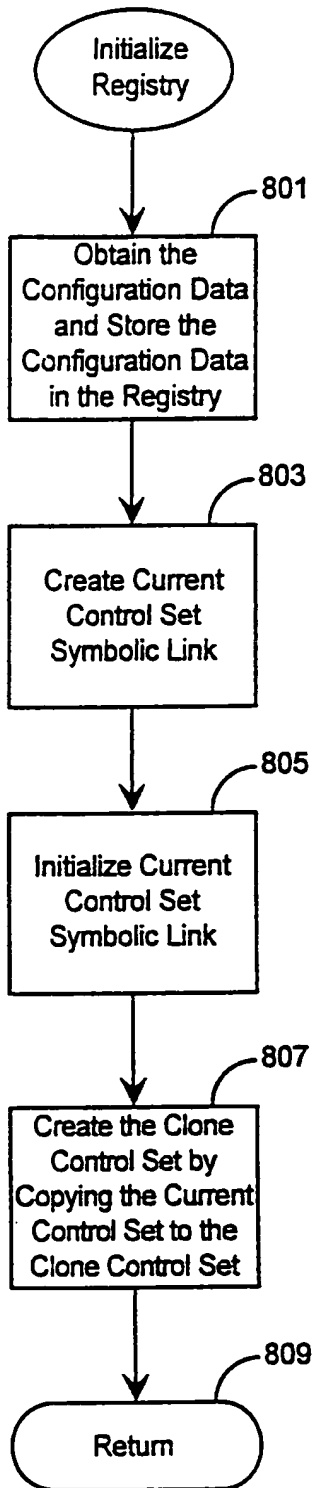 Initialize
Registry
801
Obtain the
Configuration Data
and Store the
Configuration Data
in the Registry
803
Create Current
Control Set
Symbolic Link
805
Initialize Current
Control Set
Symbolic Link
807
Create the Clone
Control Set by
Copying the Current
Control Set to the
Clone Control Set
809
Return